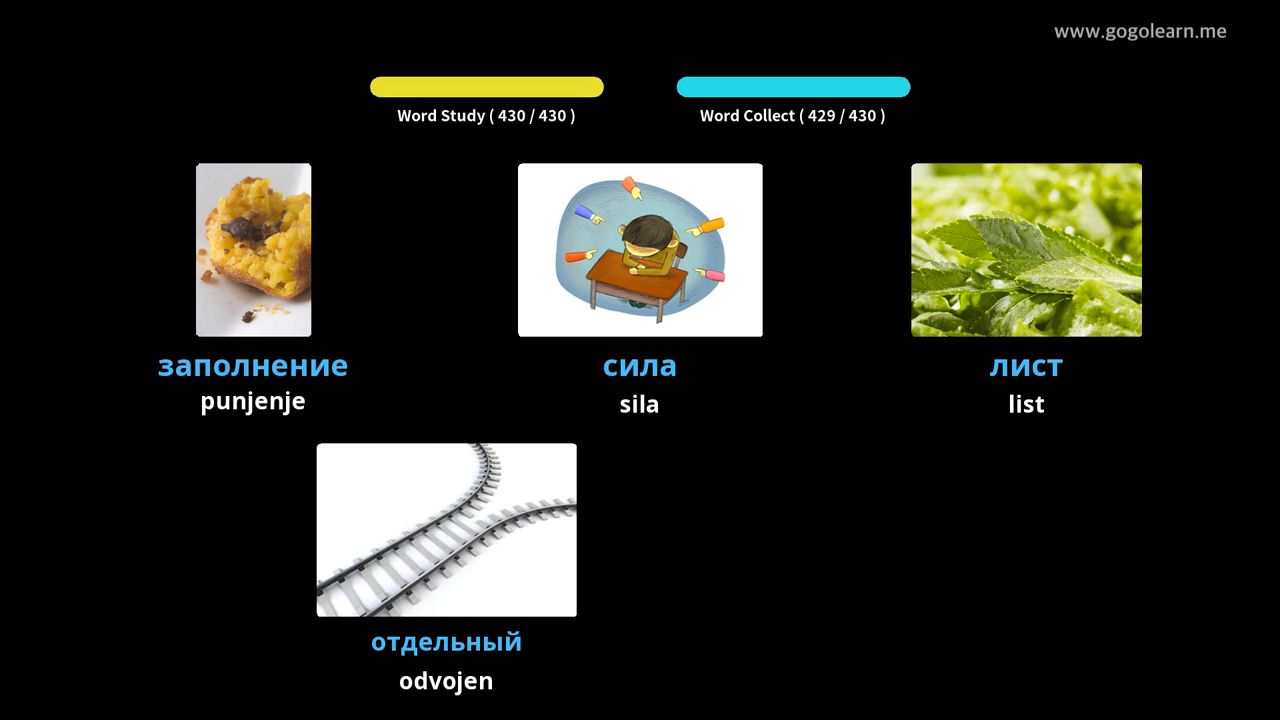 www.gogolearn.me
Word Study ( 430 / 430 )
Word Collect ( 429 / 430 )
заполнение
punjenje
сила
sila
лист
list
отдельный
odvojen